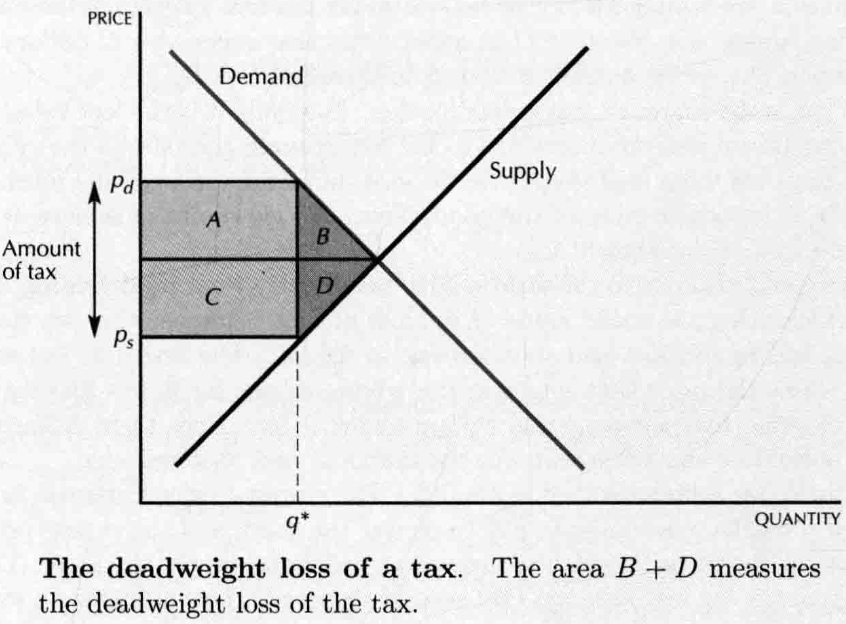 PRICE
Demand
Supply
p_d
A
B
Amount
of tax
C
D
p_s
q*
QUANTITY
The deadweight loss of a tax. The area B + D measures
the deadweight loss of the tax.